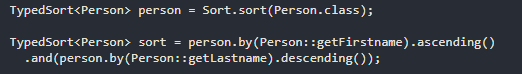 TypedSort<Person> person = Sort.sort(Person.class);
TypedSort<Person> sort = person.by(Person::getFirstname).ascending()
.and(person.by(Person::getLastname).descending());